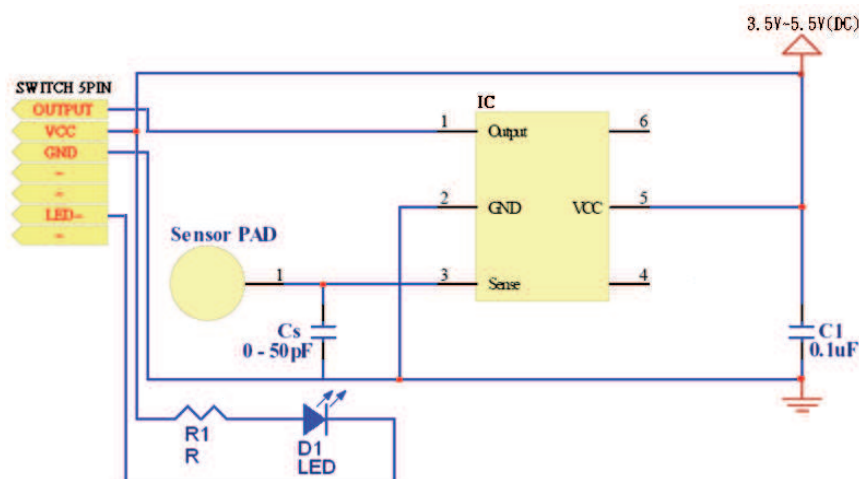 3.5V~5.5V(DC)
SWITCH 5PIN
OUTPUT
VCC
GND
-
-
LED-
-
IC
1
Output
6
2
GND
VCC
5
3
Sense
4
Sensor PAD
1
Cs
0 - 50pF
C1
0.1uF
R1
R
D1
LED